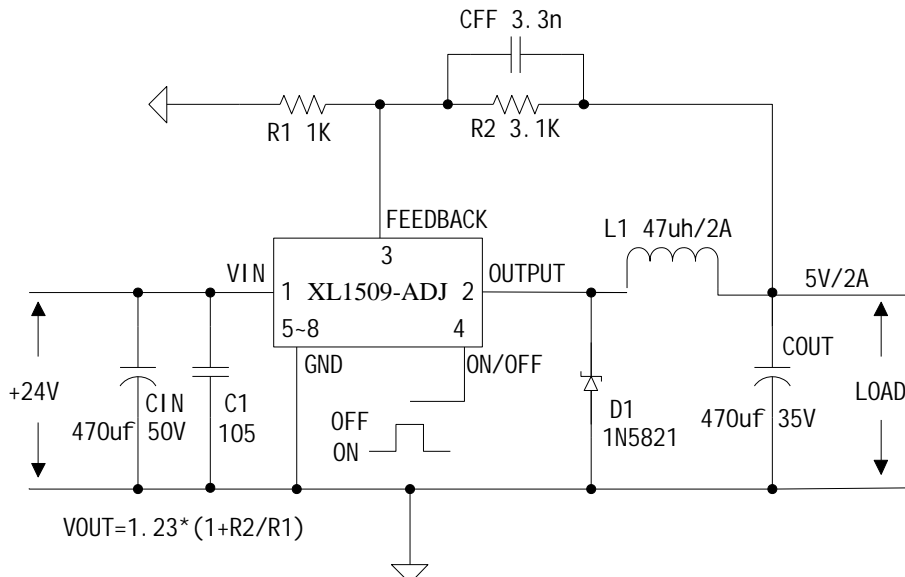 CFF 3.3n
R1 1K
R2 3.1K
FEEDBACK
L1 47uh/2A
3
VIN
OUTPUT
5V/2A
1 XL1509-ADJ 2
5~8 4
GND
ON/OFF
COUT
+24V
CIN
C1
LOAD
470uf 50V
105
OFF
ON
D1
1N5821
470uf 35V
VOUT=1.23*(1+R2/R1)